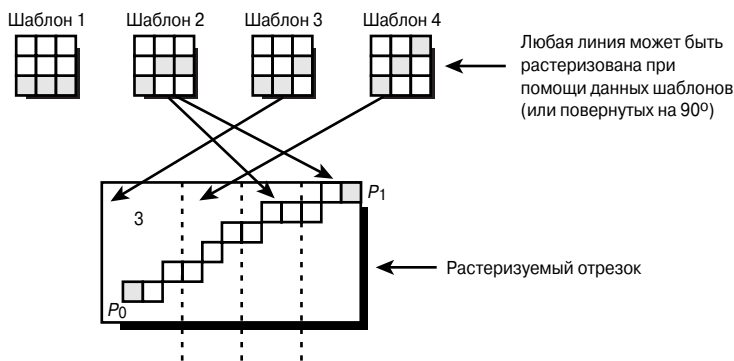 Шаблон 1 Шаблон 2 Шаблон 3 Шаблон 4
Любая линия может быть
растеризована при
помощи данных шаблонов
(или повернутых на 90°)
3
P1
P0
Растеризуемый отрезок